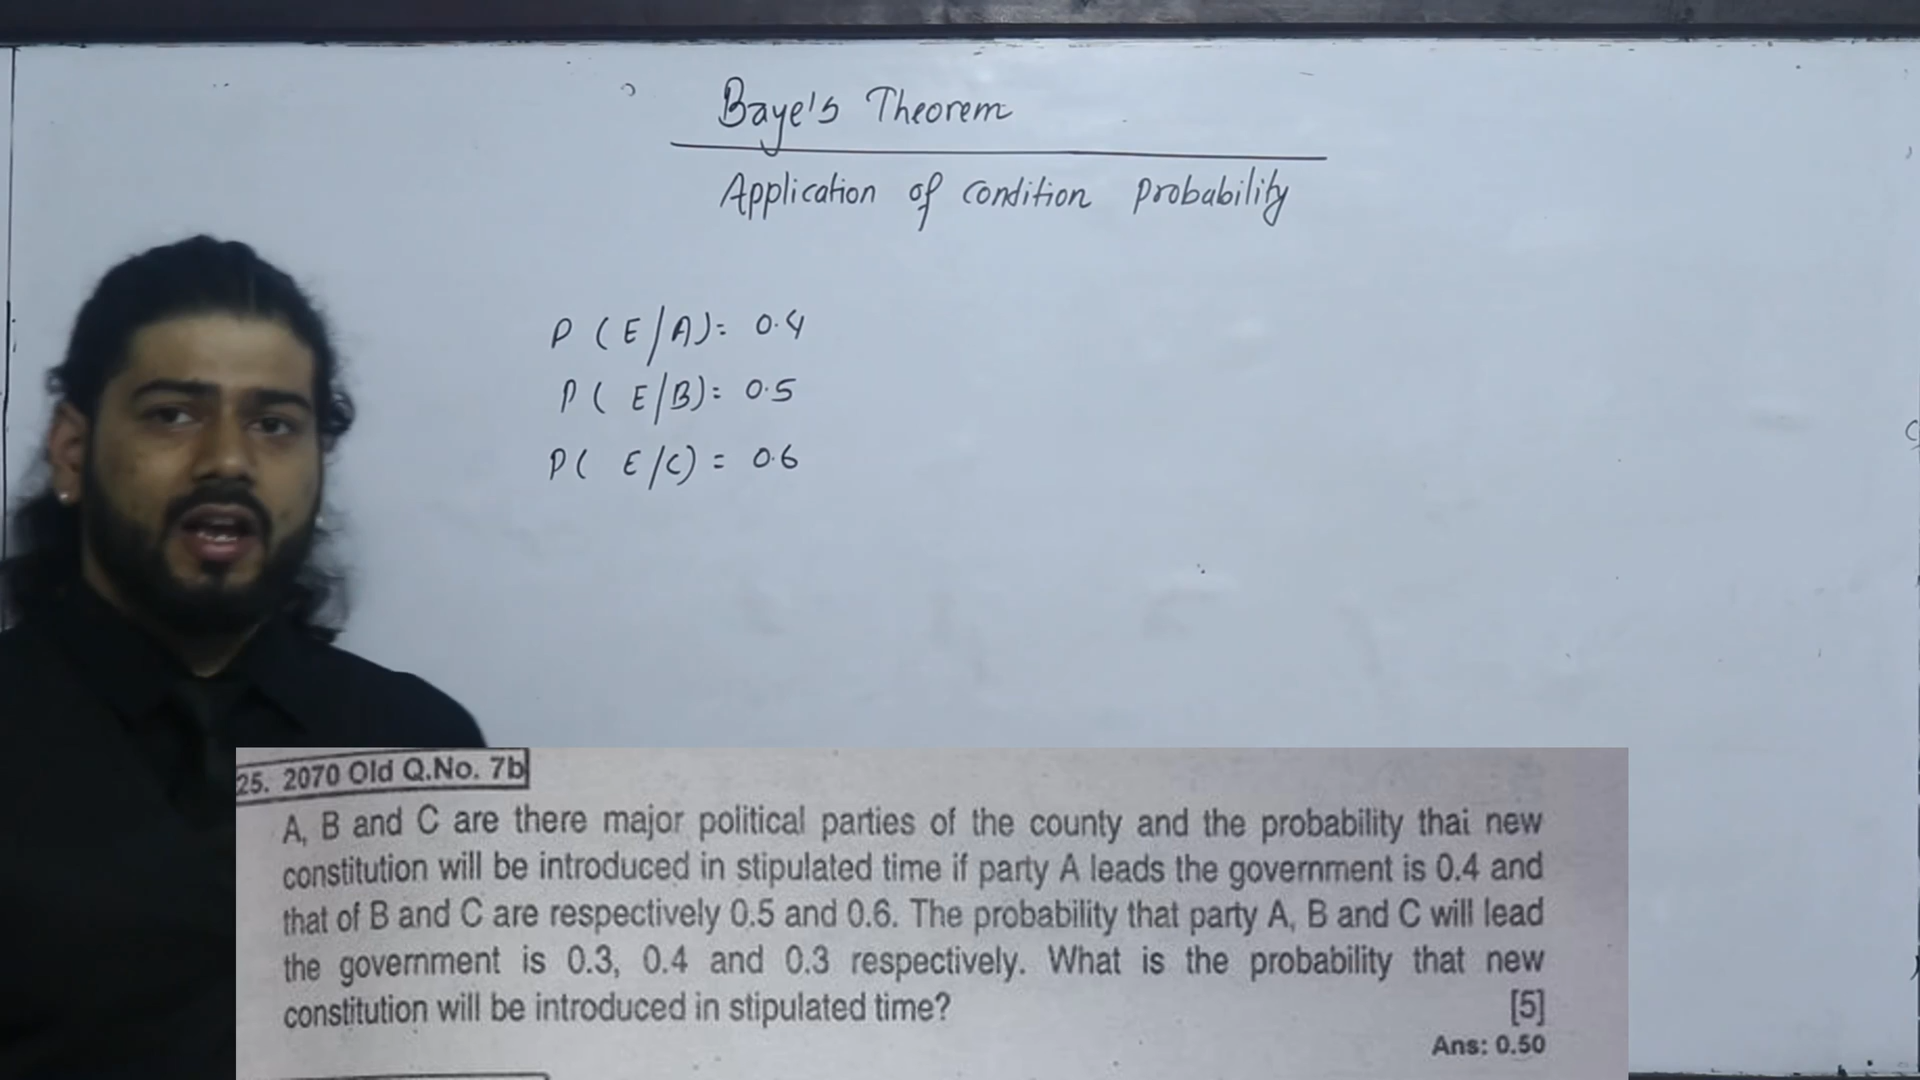 Baye's Theorem
Application of condition probability
P (E/A) = 0.4
P ( E/B) = 0.5
P( E/C) = 0.6
25. 2070 Old Q.No. 7b
A, B and C are there major political parties of the county and the probability thai new
constitution will be introduced in stipulated time if party A leads the government is 0.4 and
that of B and C are respectively 0.5 and 0.6. The probability that party A, B and C will lead
the government is 0.3, 0.4 and 0.3 respectively. What is the probability that new
constitution will be introduced in stipulated time? [5]
Ans: 0.50